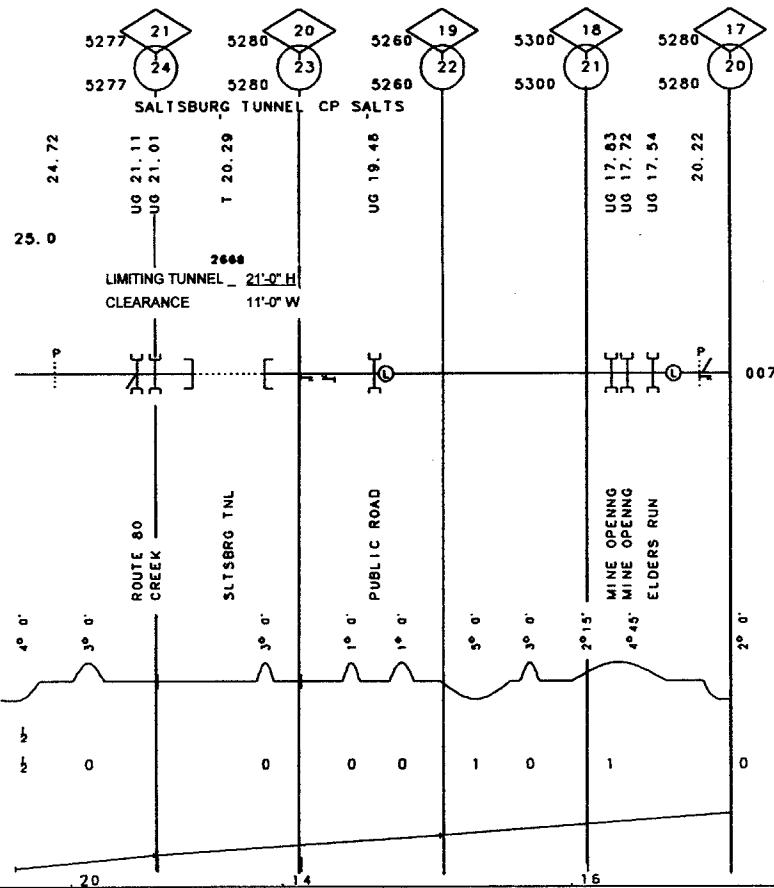 21 20 19 18 17
5277 5280 5260 5300 5280
24 23 22 21 20
5277 5280 5260 5300 5280
SALTSBURG TUNNEL CP SALTS
24.72
UG 21.11
UG 21.01
T 20.29
UG 19.48
UG 17.83
UG 17.72
UG 17.54
20.22
25.0
2668
LIMITING TUNNEL _ 21'-0" H
CLEARANCE 11'-0" W
P
P
L
L
007
ROUTE 80
CREEK
SLTSBRG TNL
PUBLIC ROAD
MINE OPENNG
MINE OPENNG
ELDERS RUN
4° 0'
3° 0'
3° 0'
1° 0'
1° 0'
5° 0'
3° 0'
2° 15'
4° 45'
2° 0'
½
½ 0 0 0 0 1 0 1 0
.20 .14 .16